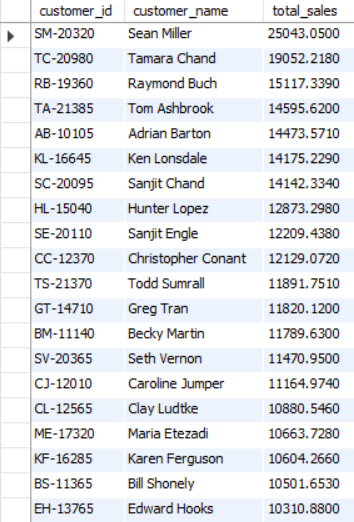 customer_id customer_name total_sales
SM-20320 Sean Miller 25043.0500
TC-20980 Tamara Chand 19052.2180
RB-19360 Raymond Buch 15117.3390
TA-21385 Tom Ashbrook 14595.6200
AB-10105 Adrian Barton 14473.5710
KL-16645 Ken Lonsdale 14175.2290
SC-20095 Sanjit Chand 14142.3340
HL-15040 Hunter Lopez 12873.2980
SE-20110 Sanjit Engle 12209.4380
CC-12370 Christopher Conant 12129.0720
TS-21370 Todd Sumrall 11891.7510
GT-14710 Greg Tran 11820.1200
BM-11140 Becky Martin 11789.6300
SV-20365 Seth Vernon 11470.9500
CJ-12010 Caroline Jumper 11164.9740
CL-12565 Clay Ludtke 10880.5460
ME-17320 Maria Etezadi 10663.7280
KF-16285 Karen Ferguson 10604.2660
BS-11365 Bill Shonely 10501.6530
EH-13765 Edward Hooks 10310.8800